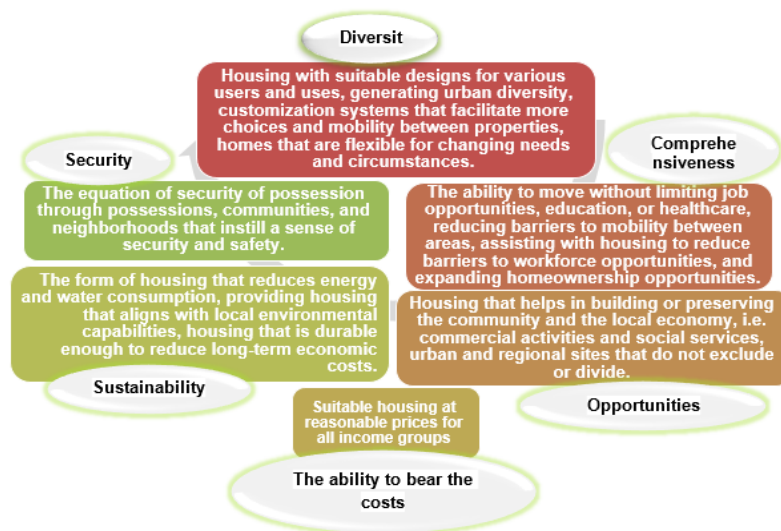 Diversit
Housing with suitable designs for various
users and uses, generating urban diversity,
customization systems that facilitate more
choices and mobility between properties,
homes that are flexible for changing needs
and circumstances.
Comprehe
nsiveness
The ability to move without limiting job
opportunities, education, or healthcare,
reducing barriers to mobility between
areas, assisting with housing to reduce
barriers to workforce opportunities, and
expanding homeownership opportunities.
Housing that helps in building or preserving
the community and the local economy, i.e.
commercial activities and social services,
urban and regional sites that do not exclude
or divide.
Opportunities
Suitable housing at
reasonable prices for
all income groups
The ability to bear the
costs
Security
The equation of security of possession
through possessions, communities, and
neighborhoods that instill a sense of
security and safety.
The form of housing that reduces energy
and water consumption, providing housing
that aligns with local environmental
capabilities, housing that is durable
enough to reduce long-term economic
costs.
Sustainability